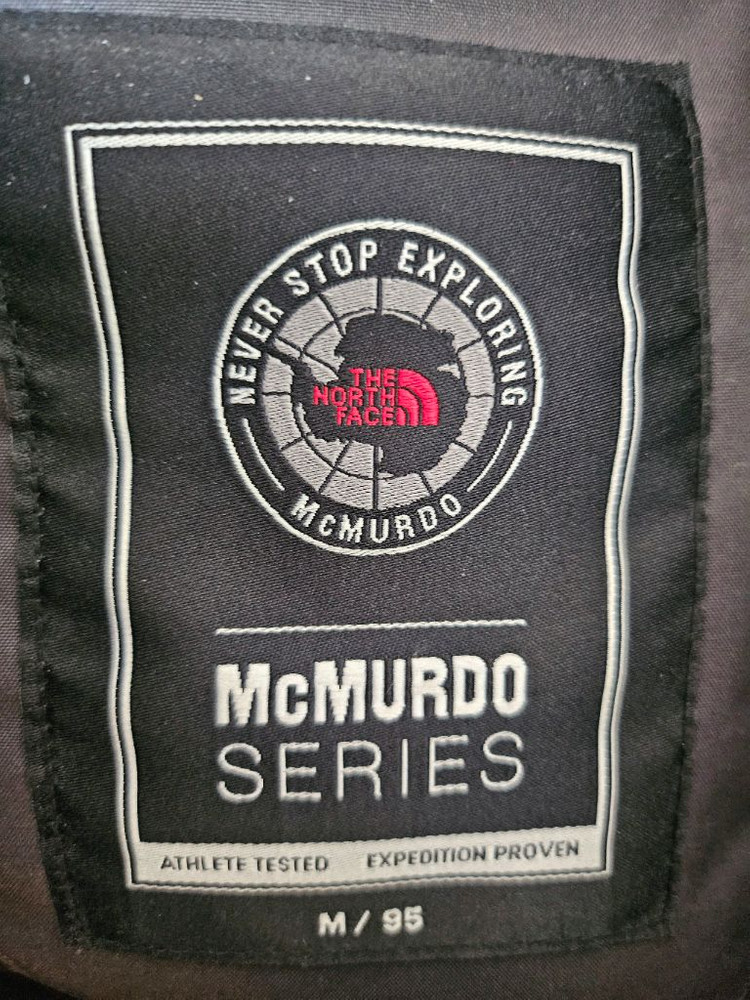 NEVER STOP EXPLORING
THE
NORTH
FACE
McMURDO
McMURDO
SERIES
ATHLETE TESTED EXPEDITION PROVEN
M / 95